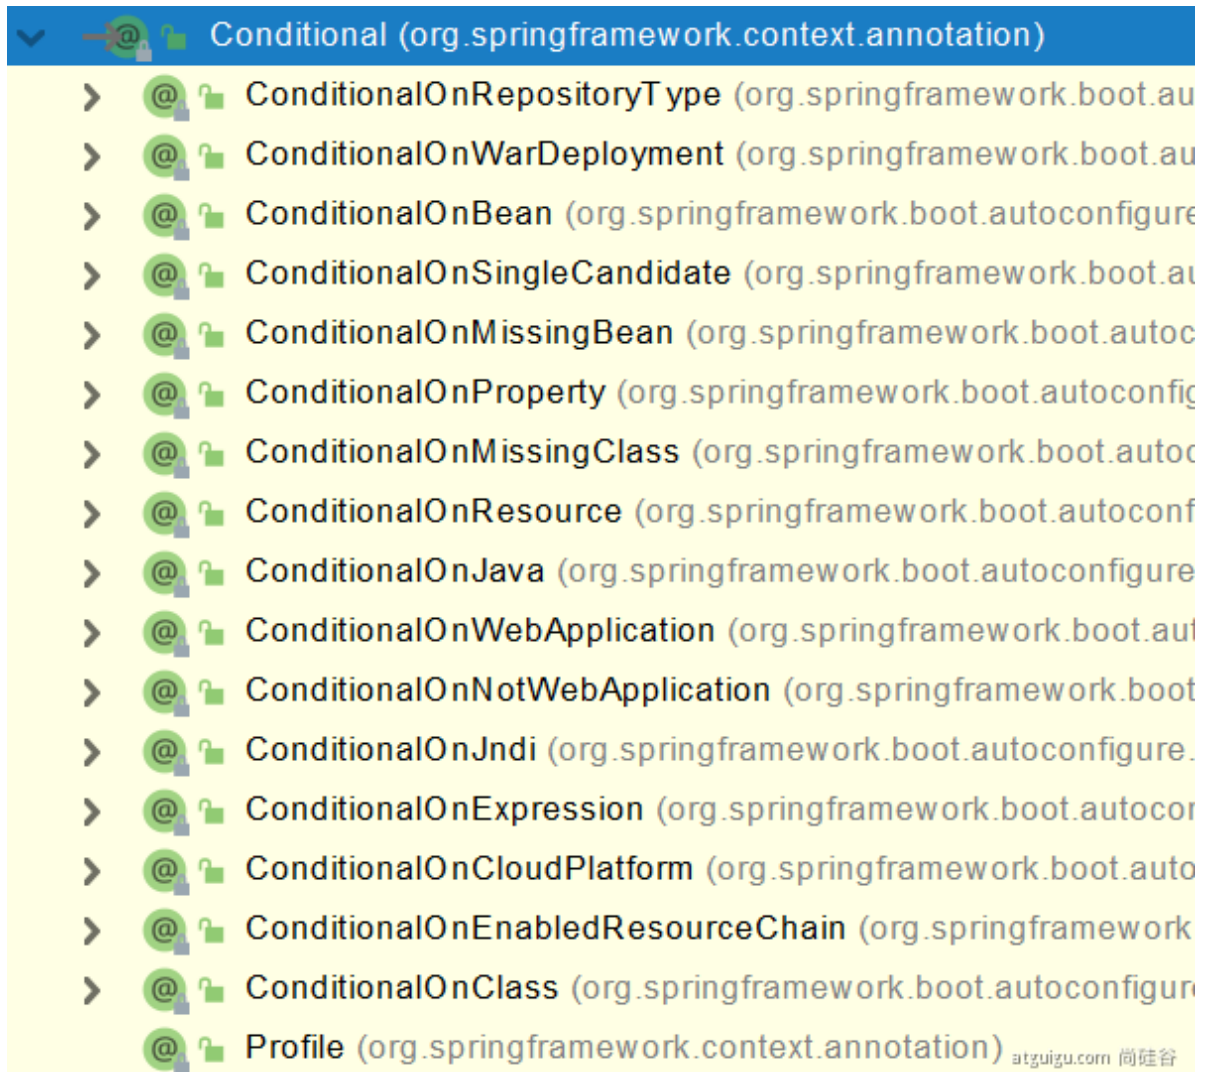 Conditional (org.springframework.context.annotation)
ConditionalOnRepositoryType (org.springframework.boot.au
ConditionalOnWarDeployment (org.springframework.boot.au
ConditionalOnBean (org.springframework.boot.autoconfigure
ConditionalOnSingleCandidate (org.springframework.boot.au
ConditionalOnMissingBean (org.springframework.boot.autoc
ConditionalOnProperty (org.springframework.boot.autoconfig
ConditionalOnMissingClass (org.springframework.boot.autoc
ConditionalOnResource (org.springframework.boot.autoconf
ConditionalOnJava (org.springframework.boot.autoconfigure
ConditionalOnWebApplication (org.springframework.boot.aut
ConditionalOnNotWebApplication (org.springframework.boot
ConditionalOnJndi (org.springframework.boot.autoconfigure.
ConditionalOnExpression (org.springframework.boot.autocon
ConditionalOnCloudPlatform (org.springframework.boot.auto
ConditionalOnEnabledResourceChain (org.springframework
ConditionalOnClass (org.springframework.boot.autoconfigure
Profile (org.springframework.context.annotation)
atguigu.com 尚硅谷